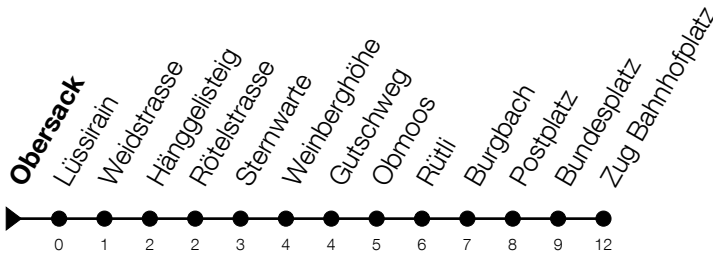 Obersack
Lüssirain
Weidstrasse
Hänggelisteig
Rötelstrasse
Sternwarte
Weinberghöhe
Gutschweg
Obmoos
Rütli
Burgbach
Postplatz
Bundesplatz
Zug Bahnhofplatz
0 1 2 2 3 4 4 5 6 7 8 9 12